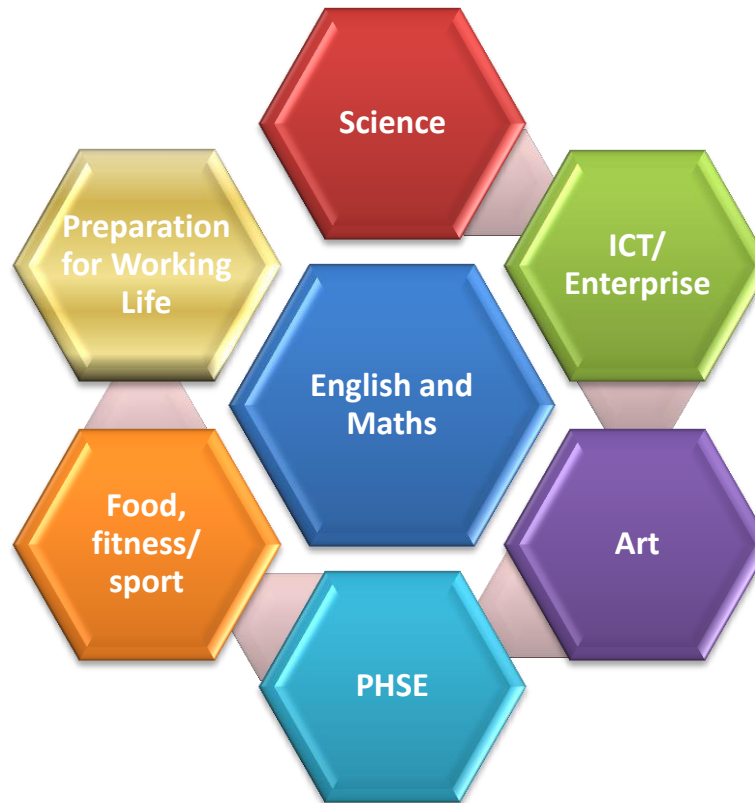 Science
ICT/
Enterprise
Preparation
for Working
Life
English and
Maths
Food,
fitness/
sport
Art
PHSE